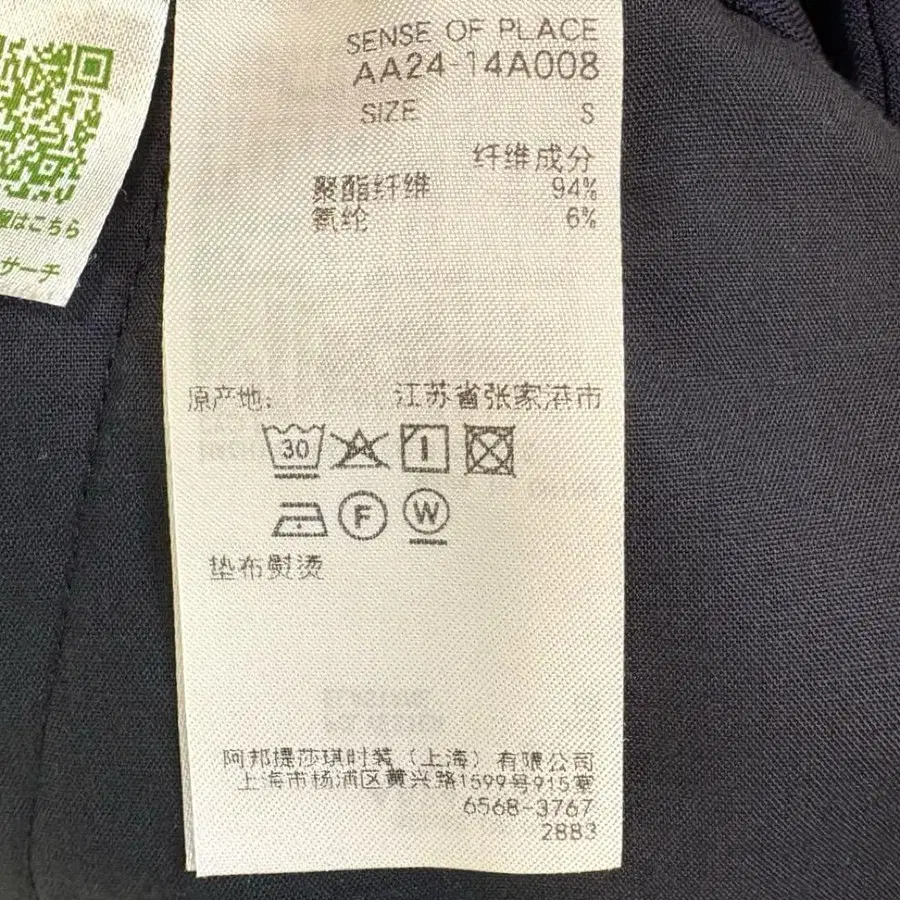 SENSE OF PLACE
AA24-14A008
SIZE S
纤维成分
聚酯纤维 94%
氨纶 6%
原产地: 江苏省张家港市
30
F W
垫布熨烫
阿邦提莎琪时装（上海）有限公司
上海市杨浦区黄兴路1599号915室
6568-3767
2883
はこちら
サーチ